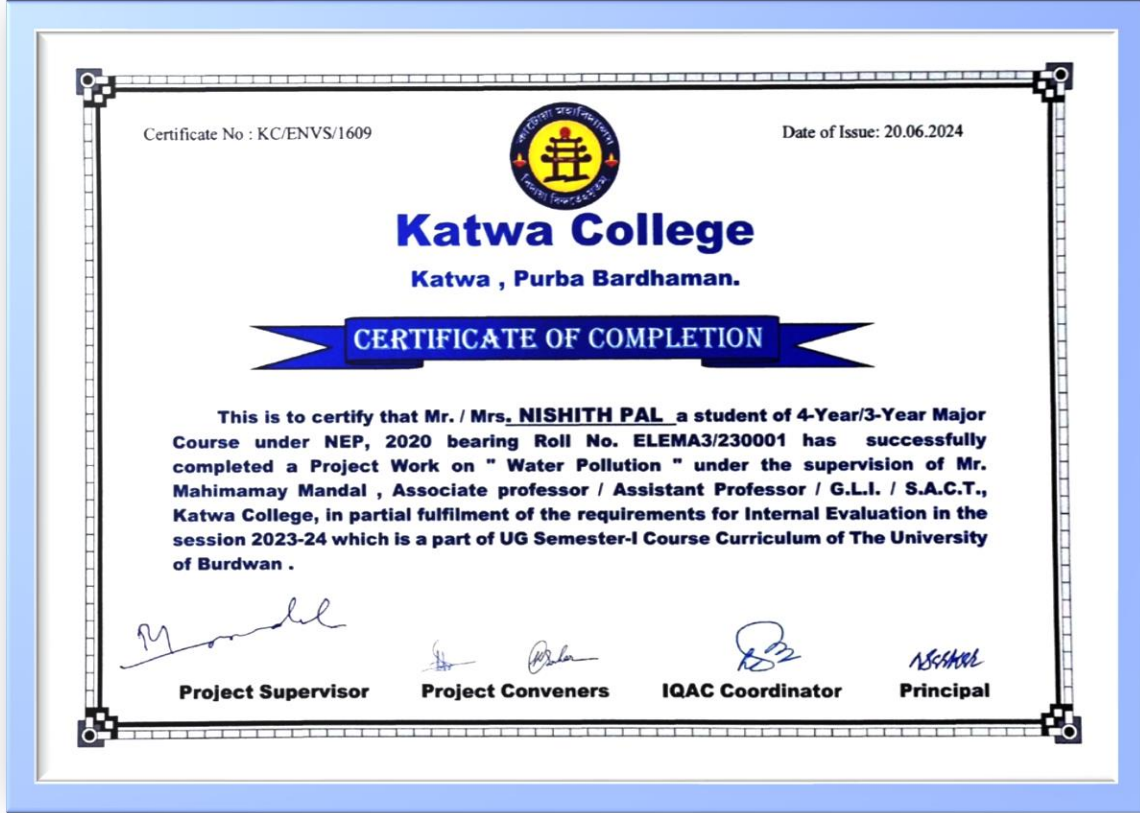 Certificate No : KC/ENVS/1609
Date of Issue: 20.06.2024
কাটোয়া মহাবিদ্যালয়
Katwa College
Katwa , Purba Bardhaman.
CERTIFICATE OF COMPLETION
This is to certify that Mr. / Mrs. NISHITH PAL a student of 4-Year/3-Year Major
Course under NEP, 2020 bearing Roll No. ELEMA3/230001 has successfully
completed a Project Work on " Water Pollution " under the supervision of Mr.
Mahimamay Mandal , Associate professor / Assistant Professor / G.L.I. / S.A.C.T.,
Katwa College, in partial fulfilment of the requirements for Internal Evaluation in the
session 2023-24 which is a part of UG Semester-I Course Curriculum of The University
of Burdwan .
Project Supervisor
Project Conveners
IQAC Coordinator
Principal